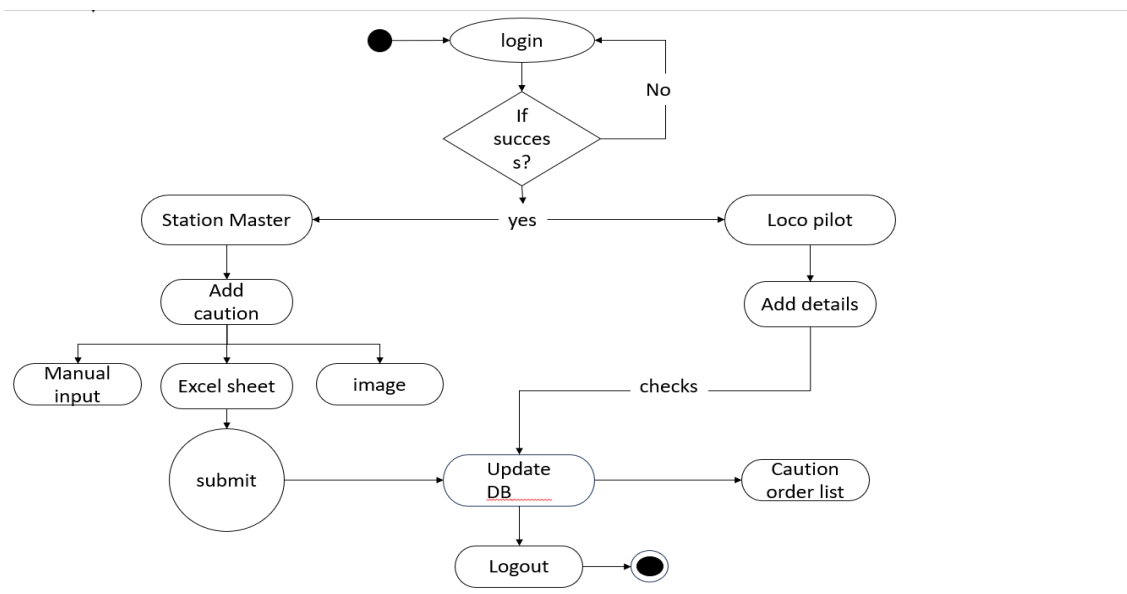 login
No
If
succes
s?
Station Master
yes
Loco pilot
Add
caution
Add details
Manual
input
Excel sheet
image
checks
submit
Update
DB
Caution
order list
Logout